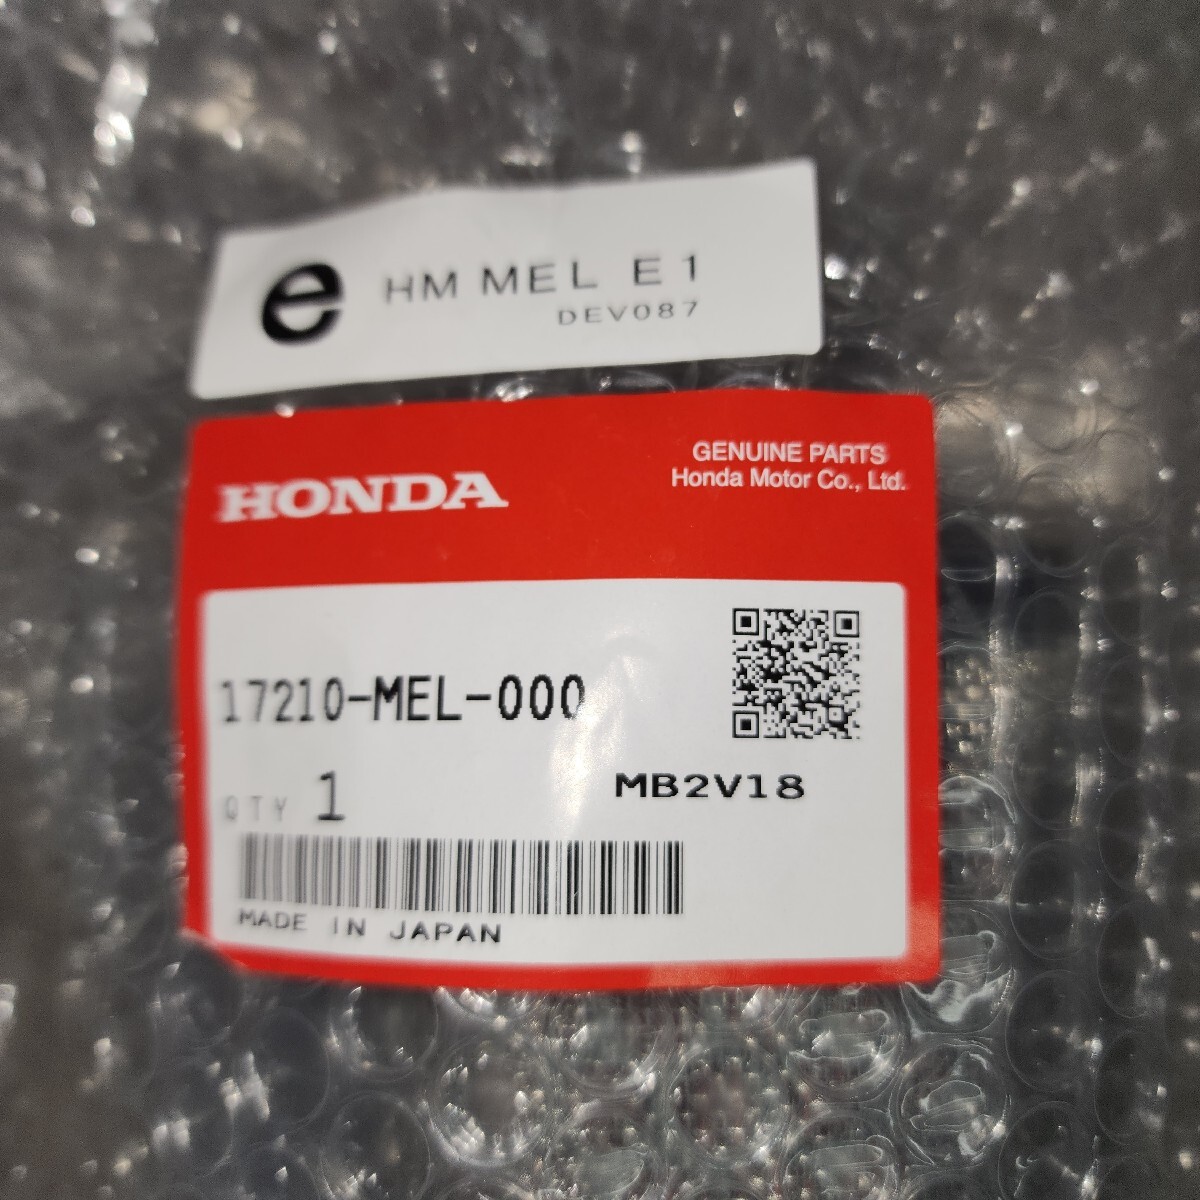 e HM MEL E1
DEV087
HONDA
GENUINE PARTS
Honda Motor Co., Ltd.
17210-MEL-000
QTY 1
MB2V18
MADE IN JAPAN